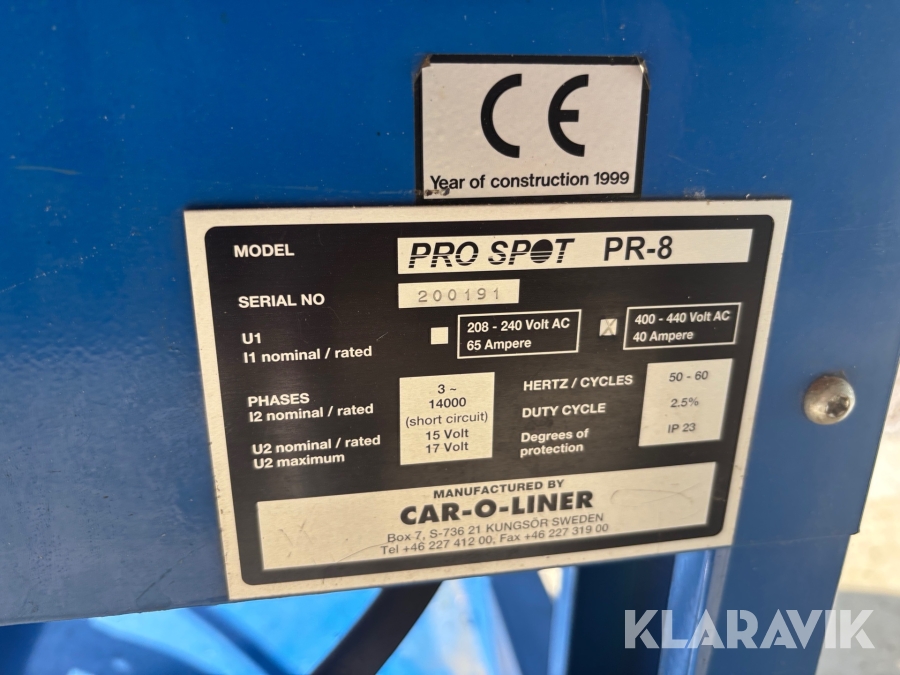 CE
Year of construction 1999
MODEL PRO SPOT PR-8
SERIAL NO 200191
U1 208 - 240 Volt AC 400 - 440 Volt AC
I1 nominal / rated 65 Ampere 40 Ampere
PHASES 3 ~ HERTZ / CYCLES 50 - 60
I2 nominal / rated 14000 DUTY CYCLE 2.5%
(short circuit)
U2 nominal / rated 15 Volt Degrees of
U2 maximum 17 Volt protection IP 23
MANUFACTURED BY
CAR-O-LINER
Box 7, S-736 21 KUNGSÖR SWEDEN
Tel +46 227 412 00, Fax +46 227 319 00
KLARAVIK